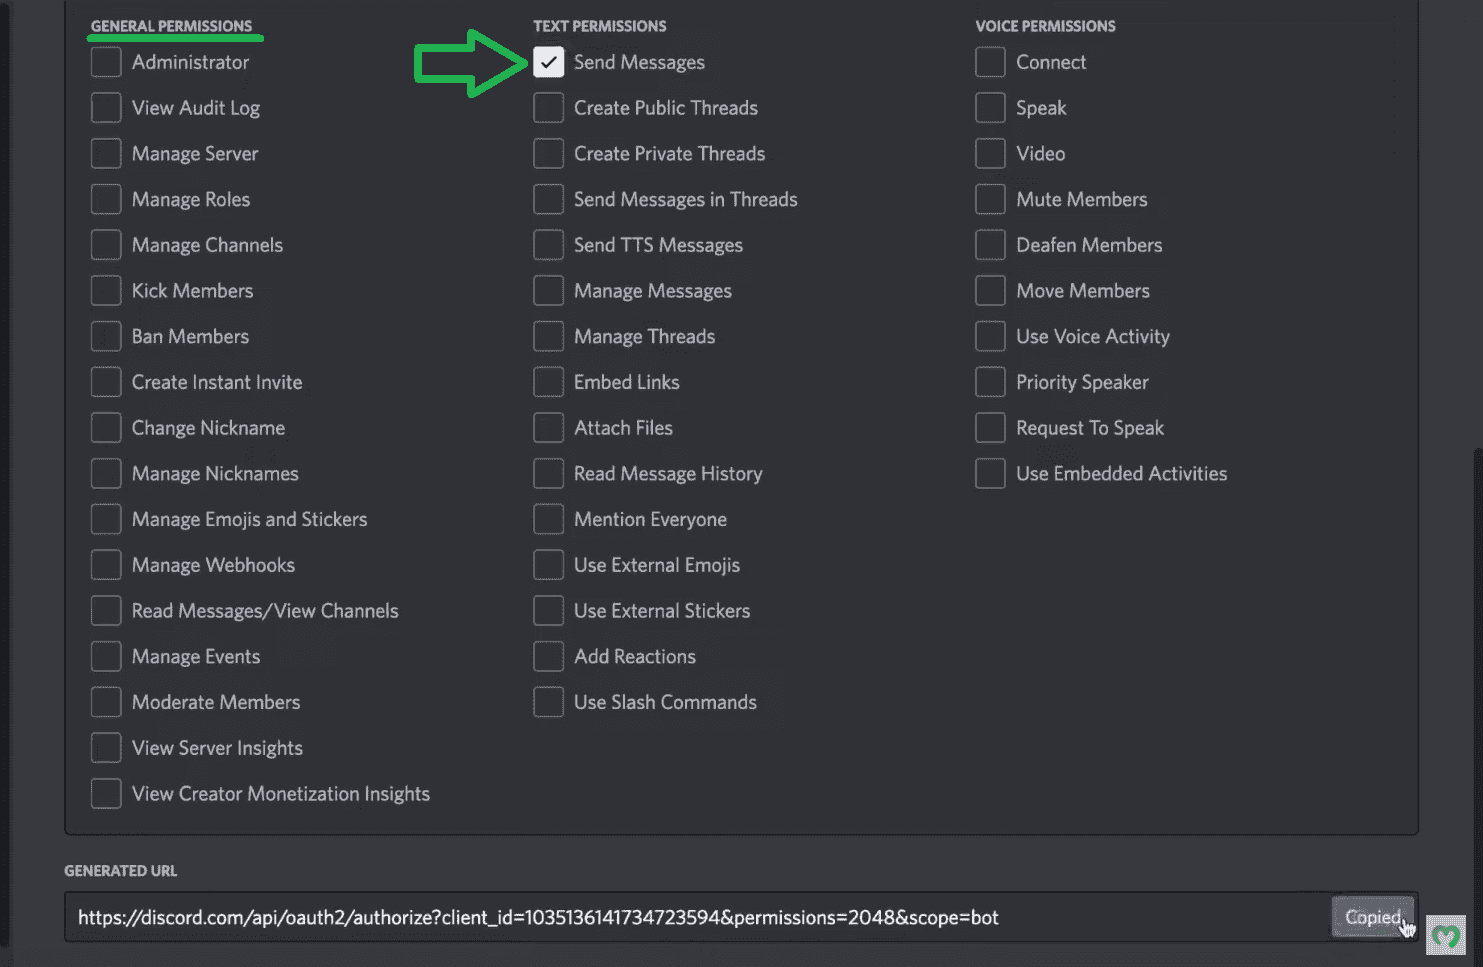 GENERAL PERMISSIONS
Administrator
View Audit Log
Manage Server
Manage Roles
Manage Channels
Kick Members
Ban Members
Create Instant Invite
Change Nickname
Manage Nicknames
Manage Emojis and Stickers
Manage Webhooks
Read Messages/View Channels
Manage Events
Moderate Members
View Server Insights
View Creator Monetization Insights
TEXT PERMISSIONS
Send Messages
Create Public Threads
Create Private Threads
Send Messages in Threads
Send TTS Messages
Manage Messages
Manage Threads
Embed Links
Attach Files
Read Message History
Mention Everyone
Use External Emojis
Use External Stickers
Add Reactions
Use Slash Commands
VOICE PERMISSIONS
Connect
Speak
Video
Mute Members
Deafen Members
Move Members
Use Voice Activity
Priority Speaker
Request To Speak
Use Embedded Activities
GENERATED URL
https://discord.com/api/oauth2/authorize?client_id=1035136141734723594&permissions=2048&scope=bot
Copied